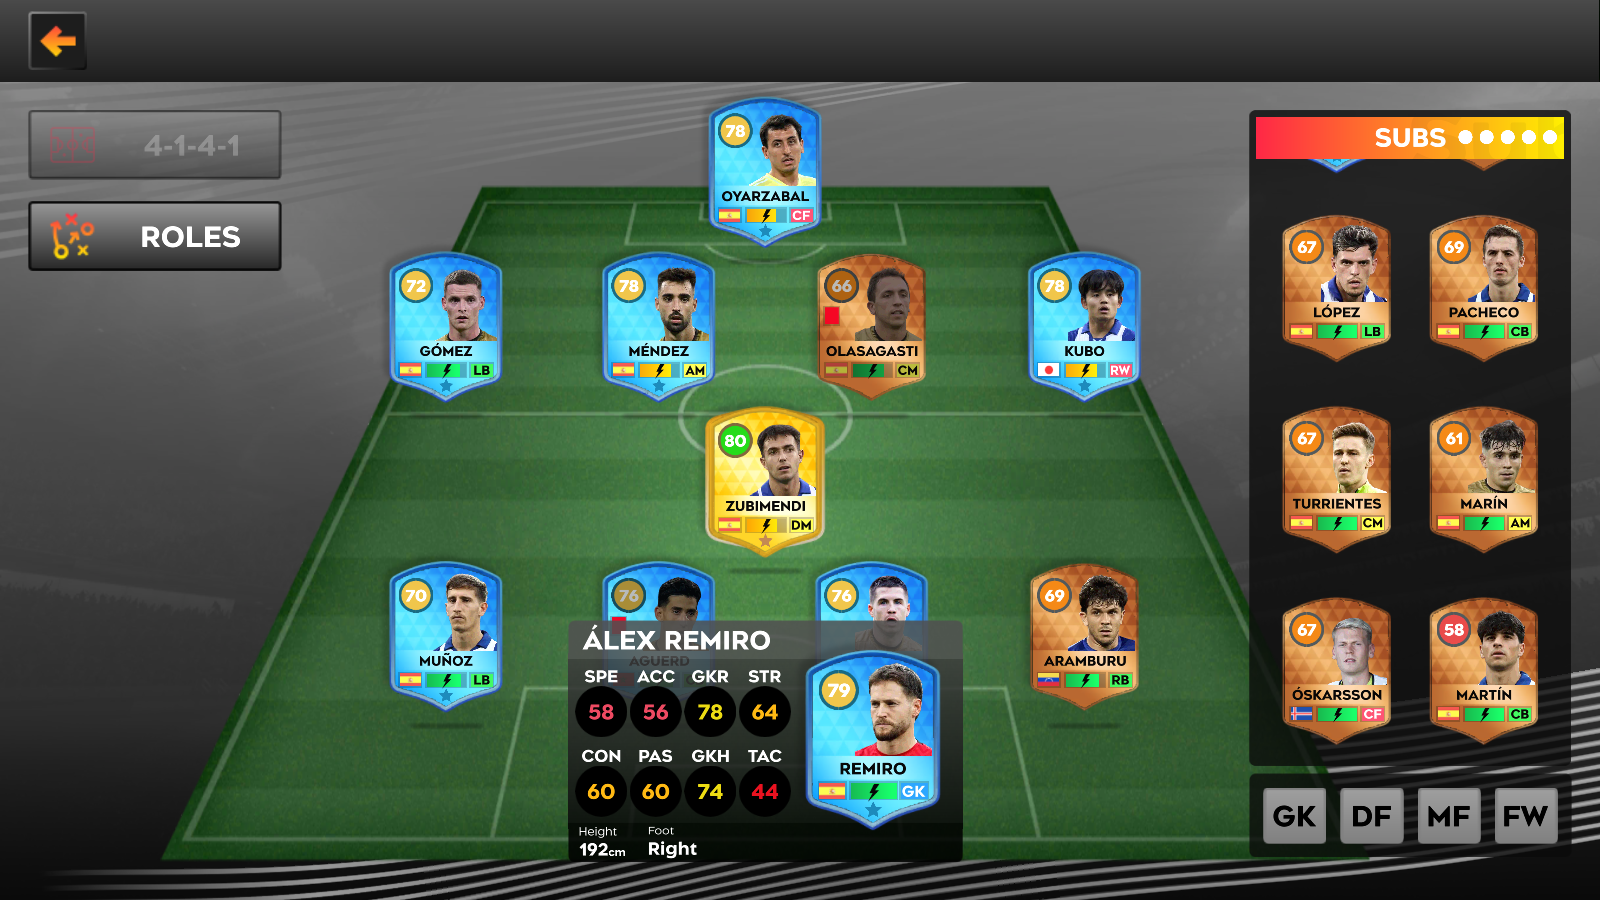 4-1-4-1
ROLES
78
OYARZABAL
CF
72
GÓMEZ
LB
78
MÉNDEZ
AM
66
OLASAGASTI
CM
78
KUBO
RW
80
ZUBIMENDI
DM
70
MUÑOZ
LB
76
AGUERD
76
69
ARAMBURU
RB
ÁLEX REMIRO
SPE ACC GKR STR
58 56 78 64
CON PAS GKH TAC
60 60 74 44
Height Foot
192cm Right
79
REMIRO
GK
SUBS
67
LÓPEZ
LB
69
PACHECO
CB
67
TURRIENTES
CM
61
MARÍN
AM
67
ÓSKARSSON
CF
58
MARTÍN
CB
GK DF MF FW